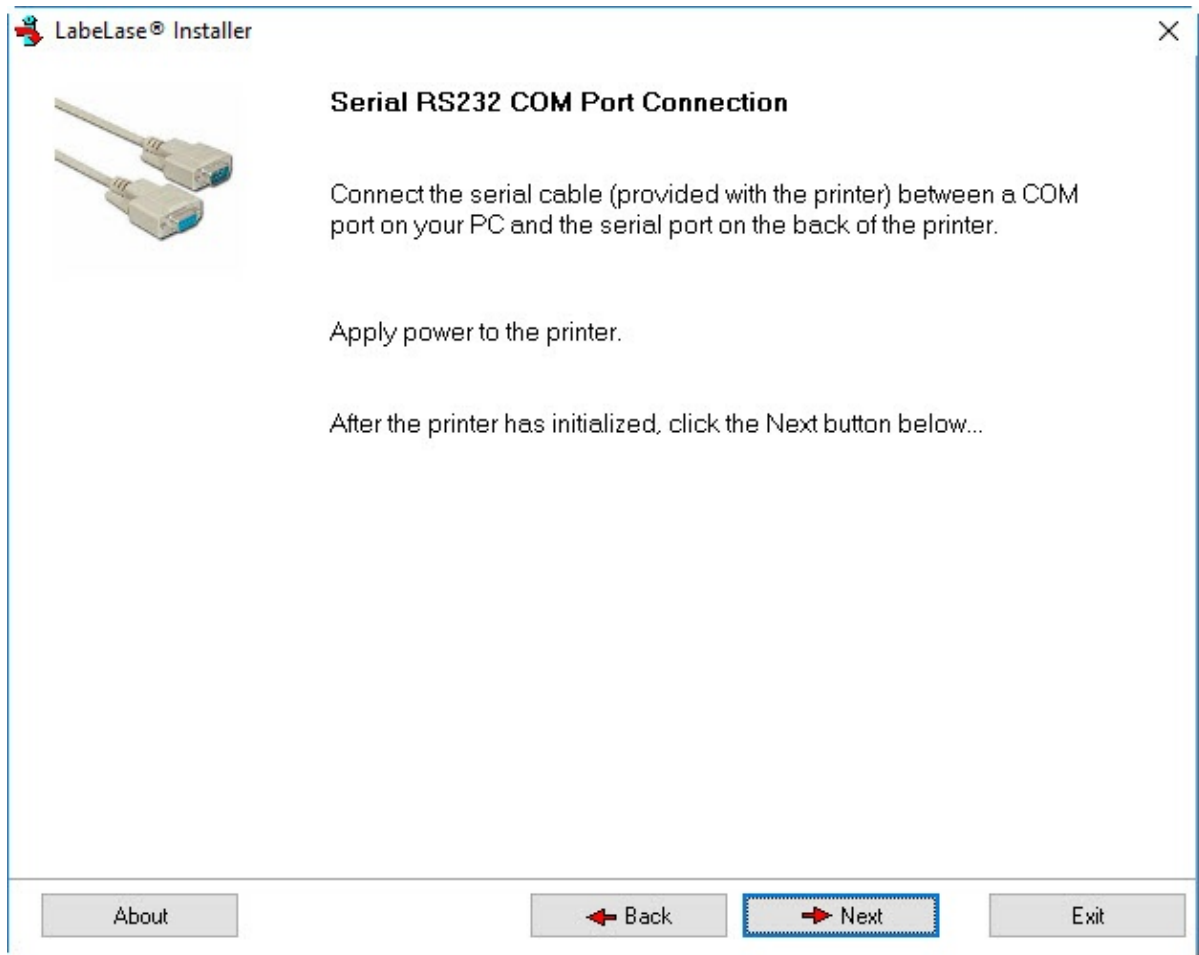 LabeLase® Installer
Serial RS232 COM Port Connection
Connect the serial cable (provided with the printer) between a COM
port on your PC and the serial port on the back of the printer.
Apply power to the printer.
After the printer has initialized, click the Next button below...
About
Back
Next
Exit